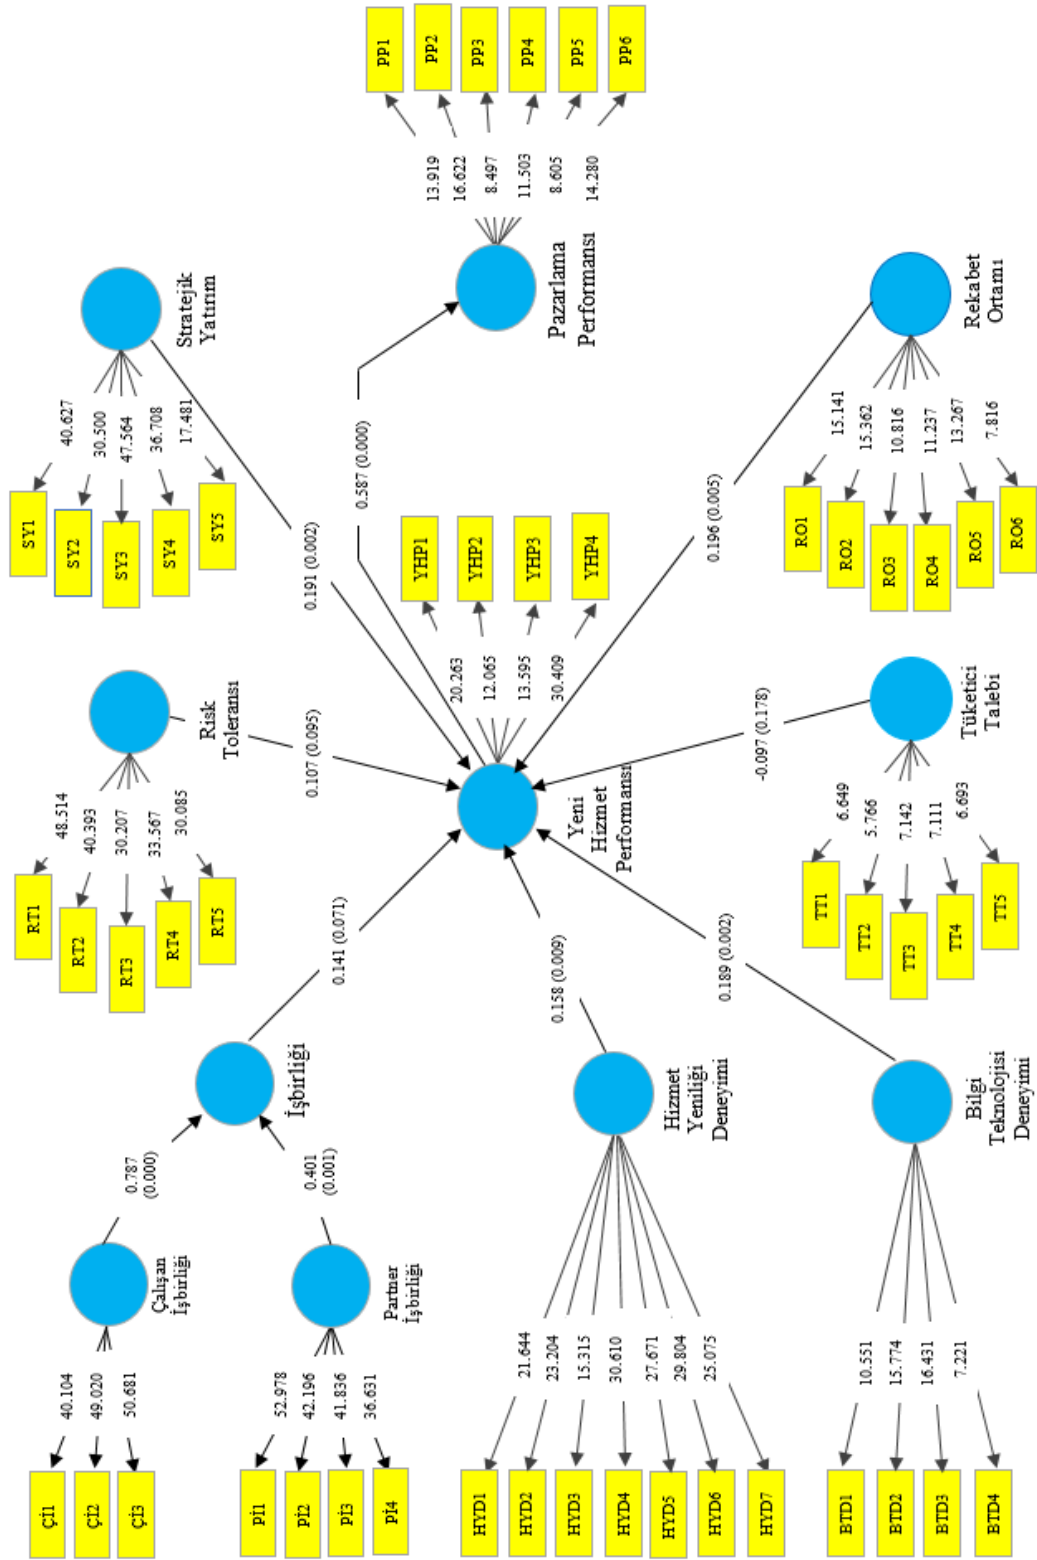 Çİ1
Çİ2
Çİ3
40.104
49.020
50.681
Çalışan
İşbirliği
0.787
(0.000)
Pİ1
Pİ2
Pİ3
Pİ4
52.978
42.196
41.836
36.631
Partner
İşbirliği
0.401
(0.001)
İşbirliği
0.141 (0.071)
RT1
RT2
RT3
RT4
RT5
48.514
40.393
30.207
33.567
30.085
Risk
Toleransı
0.107 (0.095)
SY1
SY2
SY3
SY4
SY5
40.627
30.500
47.564
36.708
17.481
Stratejik
Yatırım
0.191 (0.002)
HYD1
HYD2
HYD3
HYD4
HYD5
HYD6
HYD7
21.644
23.204
15.315
30.610
27.671
29.804
25.075
Hizmet
Yeniliği
Deneyimi
0.158 (0.009)
Yeni
Hizmet
Performansı
20.263
12.065
13.595
30.409
YHP1
YHP2
YHP3
YHP4
0.587 (0.000)
Pazarlama
Performansı
13.919
16.622
8.497
11.503
8.605
14.280
PP1
PP2
PP3
PP4
PP5
PP6
BTD1
BTD2
BTD3
BTD4
10.551
15.774
16.431
7.221
Bilgi
Teknolojisi
Deneyimi
0.189 (0.002)
TT1
TT2
TT3
TT4
TT5
6.649
5.766
7.142
7.111
6.693
Tüketici
Talebi
-0.097 (0.178)
RO1
RO2
RO3
RO4
RO5
RO6
15.141
15.362
10.816
11.237
13.267
7.816
Rekabet
Ortamı
0.196 (0.005)